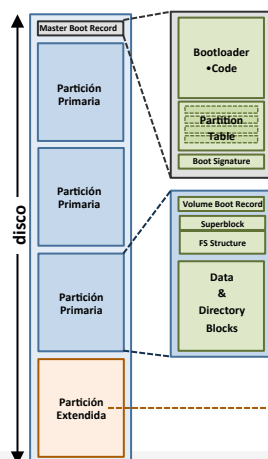 disco
Master Boot Record
Partición
Primaria
Partición
Primaria
Partición
Primaria
Partición
Extendida
Bootloader
•Code
Partition
Table
Boot Signature
Volume Boot Record
Superblock
FS Structure
Data
&
Directory
Blocks